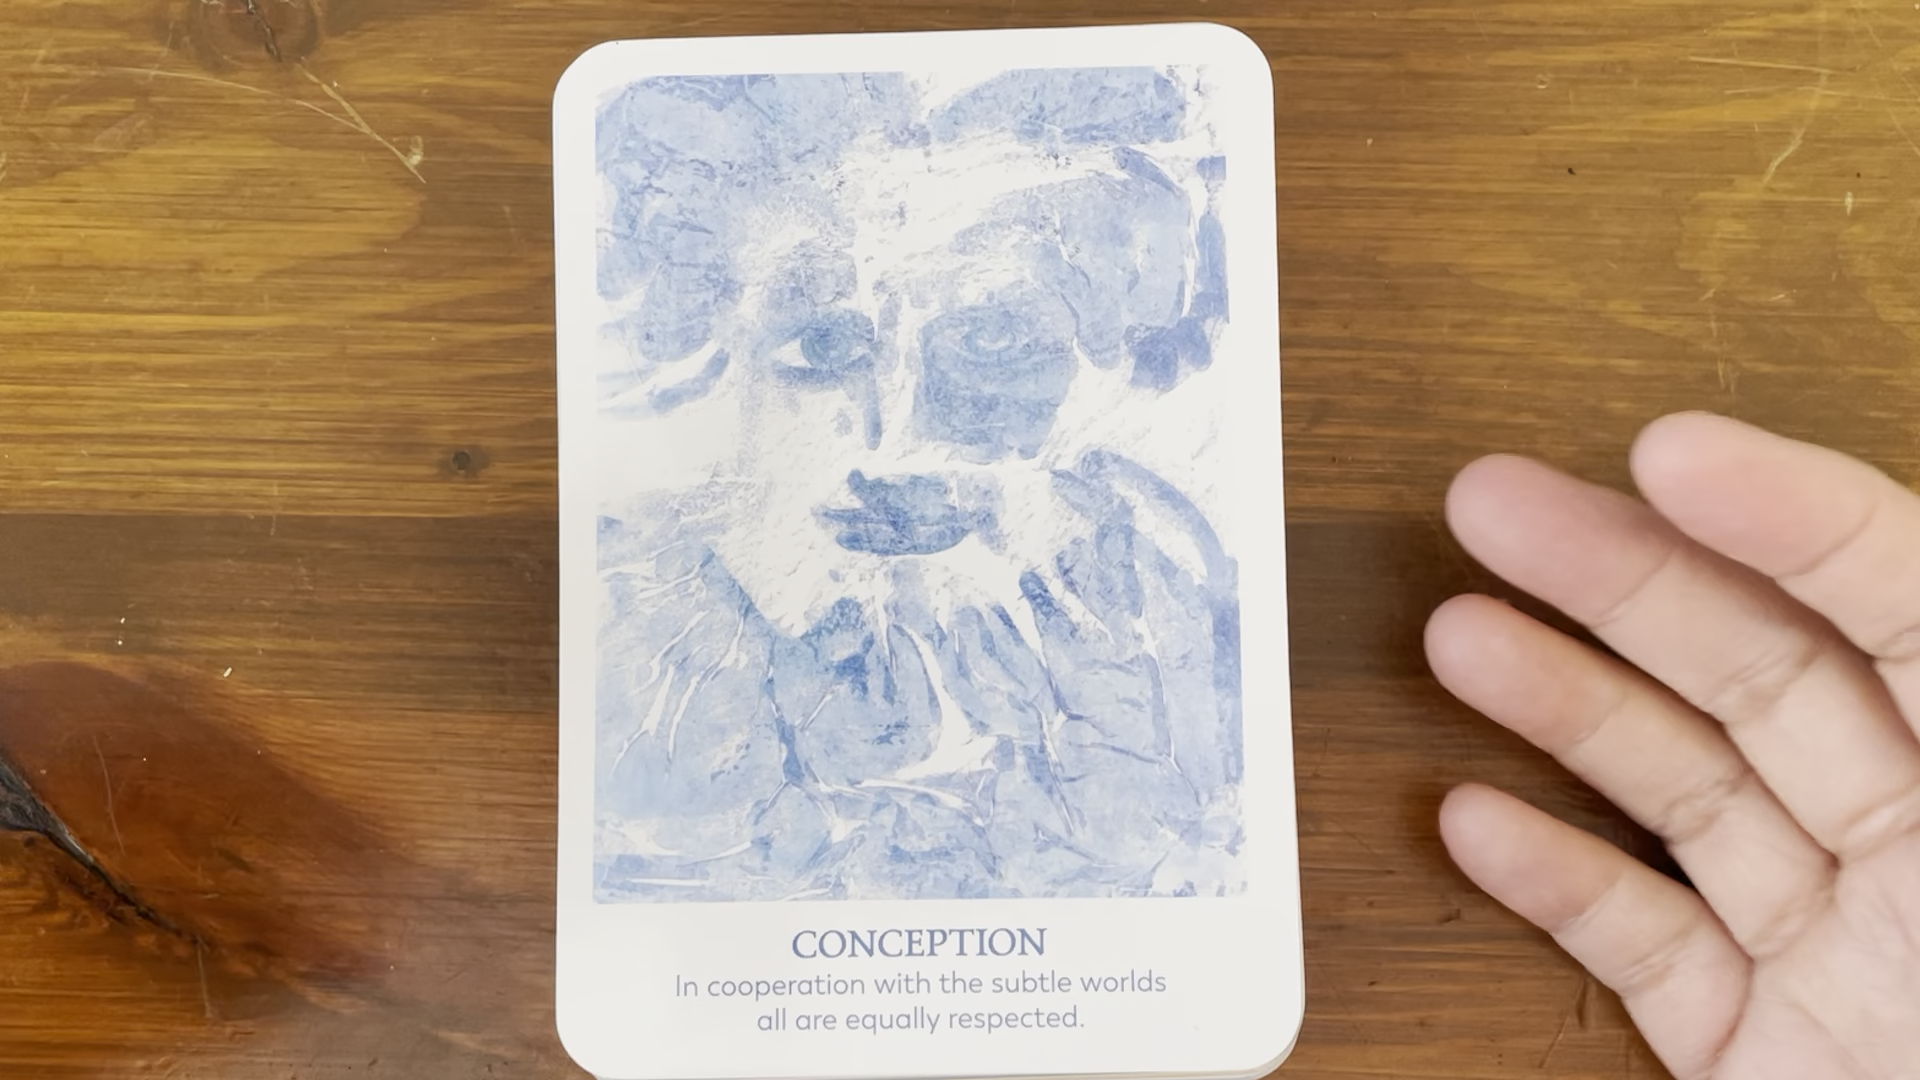 CONCEPTION
In cooperation with the subtle worlds
all are equally respected.